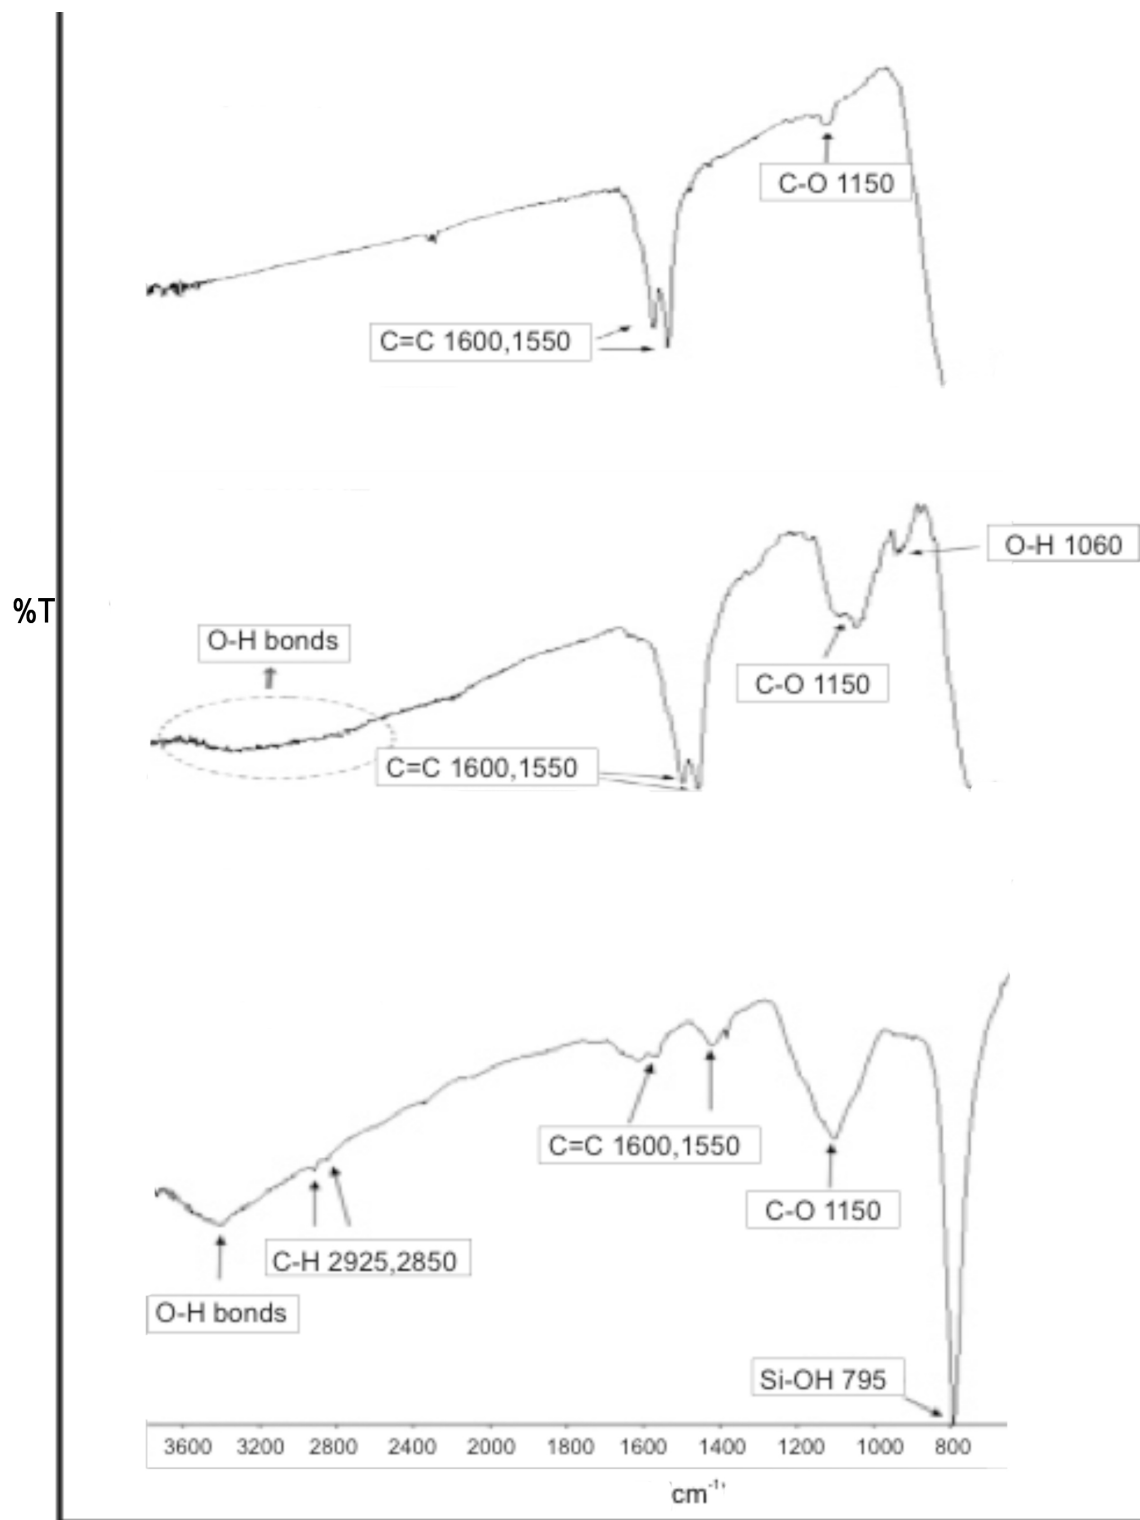 C-O 1150
C=C 1600,1550
O-H 1060
%T
O-H bonds
C-O 1150
C=C 1600,1550
C=C 1600,1550
C-O 1150
C-H 2925,2850
O-H bonds
Si-OH 795
3600 3200 2800 2400 2000 1800 1600 1400 1200 1000 800
cm⁻¹